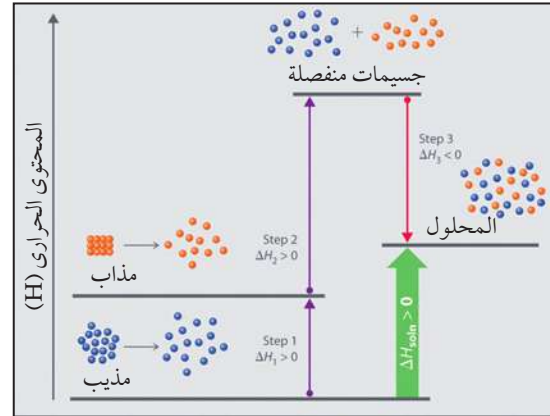 +
جسيمات منفصلة
المحتوى الحرارى (H)
Step 3
ΔH₃ < 0
المحلول
Step 2
ΔH₂ > 0
مذاب
Step 1
ΔH₁ > 0
مذيب
ΔHsoln > 0